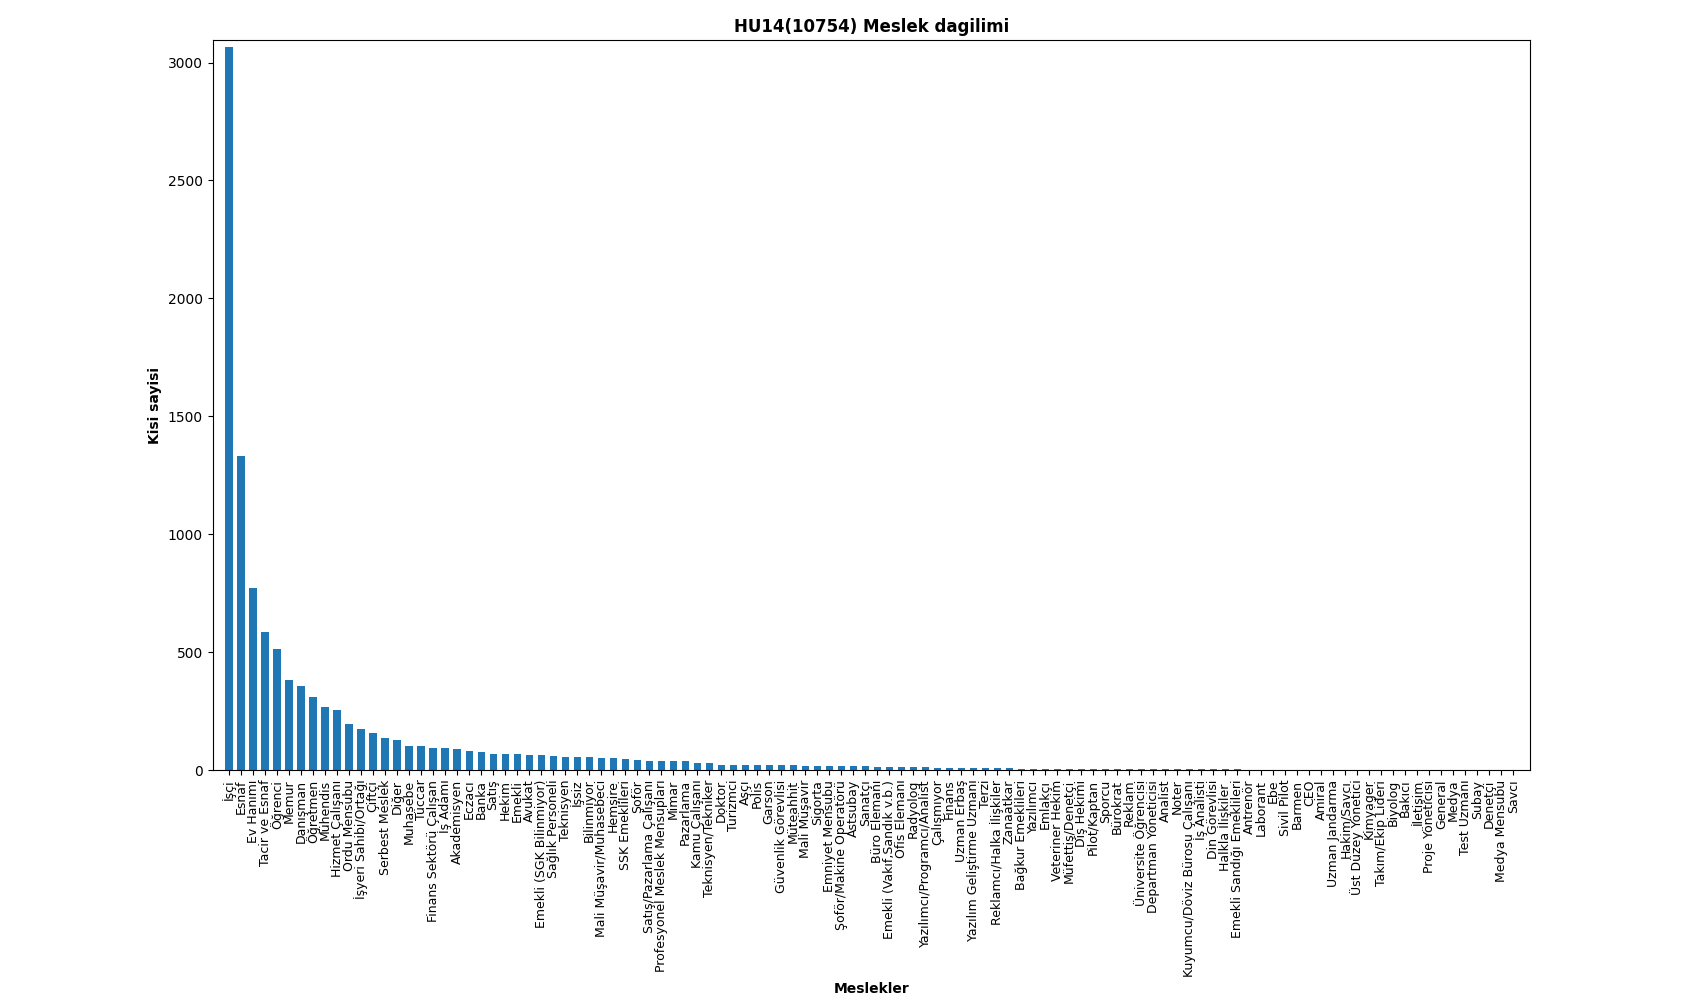 HU14(10754) Meslek dagilimi
Kisi sayisi
3000
2500
2000
1500
1000
500
0
İşçi
Esnaf
Ev Hanımı
Tacir ve Esnaf
Öğrenci
Memur
Danışman
Öğretmen
Mühendis
Hizmet Çalışanı
Ordu Mensubu
İşyeri Sahibi/Ortağı
Çiftçi
Serbest Meslek
Diğer
Muhasebe
Tüccar
Finans Sektörü Çalışan
İş Adamı
Akademisyen
Eczacı
Banka
Satış
Hekim
Emekli
Avukat
Emekli (SGK Bilinmiyor)
Sağlık Personeli
Teknisyen
İşsiz
Bilinmiyor
Mali Müşavir/Muhasebeci
Hemşire
SSK Emeklileri
Şoför
Satış/Pazarlama Çalışanı
Profesyonel Meslek Mensupları
Mimar
Pazarlama
Kamu Çalışanı
Teknisyen/Tekniker
Doktor
Turizmci
Aşçı
Polis
Garson
Güvenlik Görevlisi
Müteahhit
Mali Müşavir
Sigorta
Emniyet Mensubu
Şoför/Makine Operatörü
Astsubay
Sanatçı
Büro Elemanı
Emekli (Vakıf.Sandık v.b.)
Ofis Elemanı
Radyolog
Yazılımcı/Programcı/Analist
Çalışmıyor
Finans
Uzman Erbaş
Yazılım Geliştirme Uzmanı
Terzi
Reklamcı/Halka İlişkiler
Zanaatkar
Bağkur Emeklileri
Yazılımcı
Emlakçı
Veteriner Hekim
Müfettiş/Denetçi
Diş Hekimi
Pilot/Kaptan
Sporcu
Bürokrat
Reklam
Üniversite Öğrencisi
Departman Yöneticisi
Analist
Noter
Kuyumcu/Döviz Bürosu Çalışanı
İş Analisti
Din Görevlisi
Halkla İlişkiler
Emekli Sandığı Emeklileri
Antrenör
Laborant
Ebe
Sivil Pilot
Barmen
CEO
Amiral
Uzman Jandarma
Hakim/Savcı
Üst Düzey Yönetici
Kimyager
Takım/Ekip Lideri
Biyolog
Bakıcı
İletişim
Proje Yöneticisi
General
Medya
Test Uzmanı
Subay
Denetçi
Medya Mensubu
Savcı
Meslekler